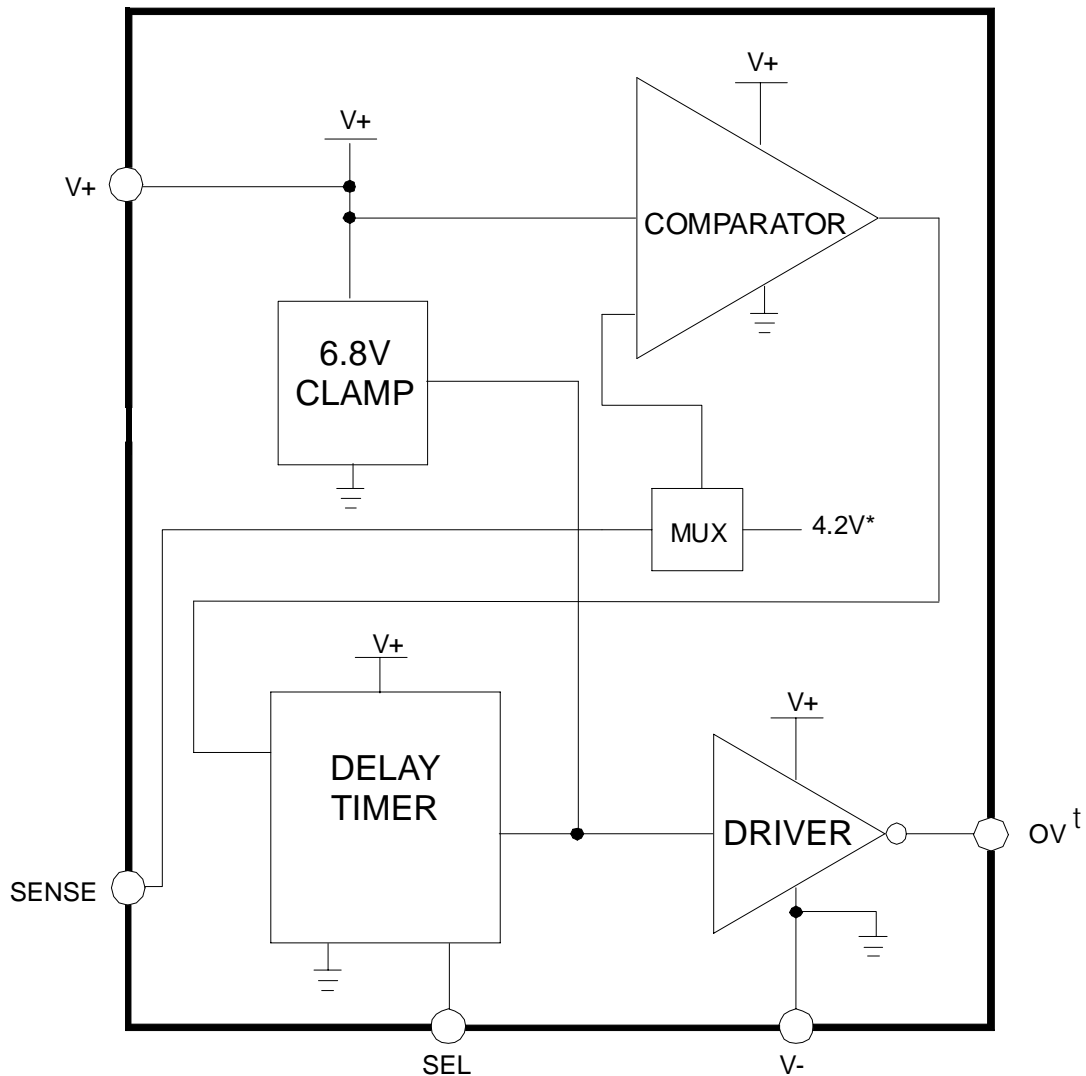 V+
V+
V+
COMPARATOR
6.8V
CLAMP
MUX
4.2V*
V+
V+
DELAY
TIMER
DRIVER
OV t
SENSE
SEL
V-